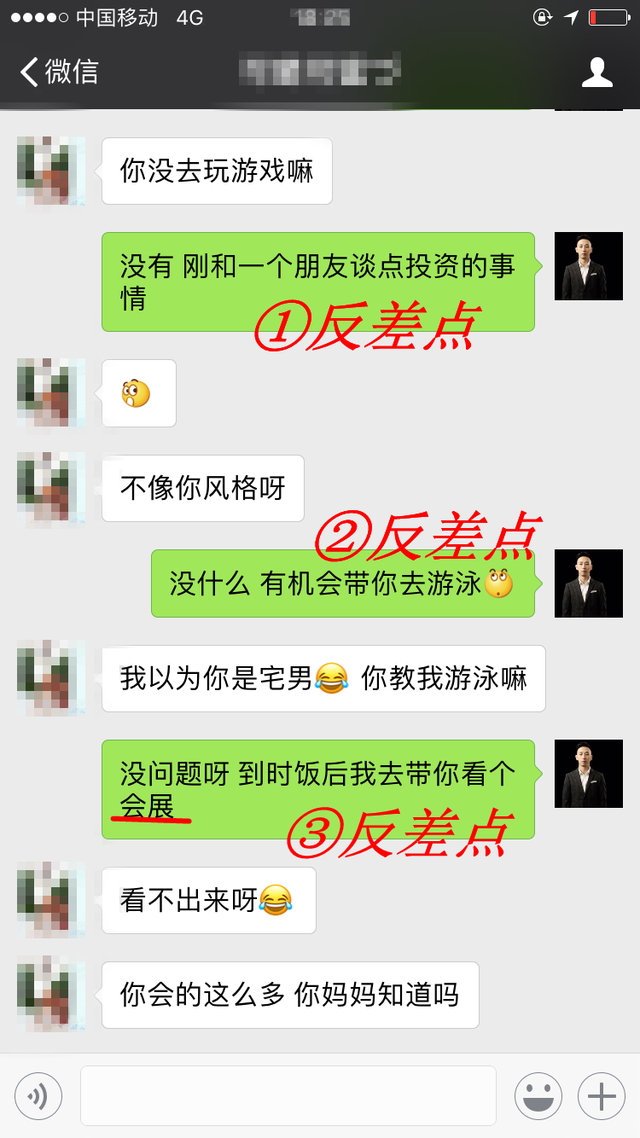 中国移动 4G
微信
你没去玩游戏嘛
没有 刚和一个朋友谈点投资的事
情
①反差点
不像你风格呀
②反差点
没什么 有机会带你去游泳
我以为你是宅男😂 你教我游泳嘛
没问题呀 到时饭后我去带你看个
会展
③反差点
看不出来呀😂
你会的这么多 你妈妈知道吗